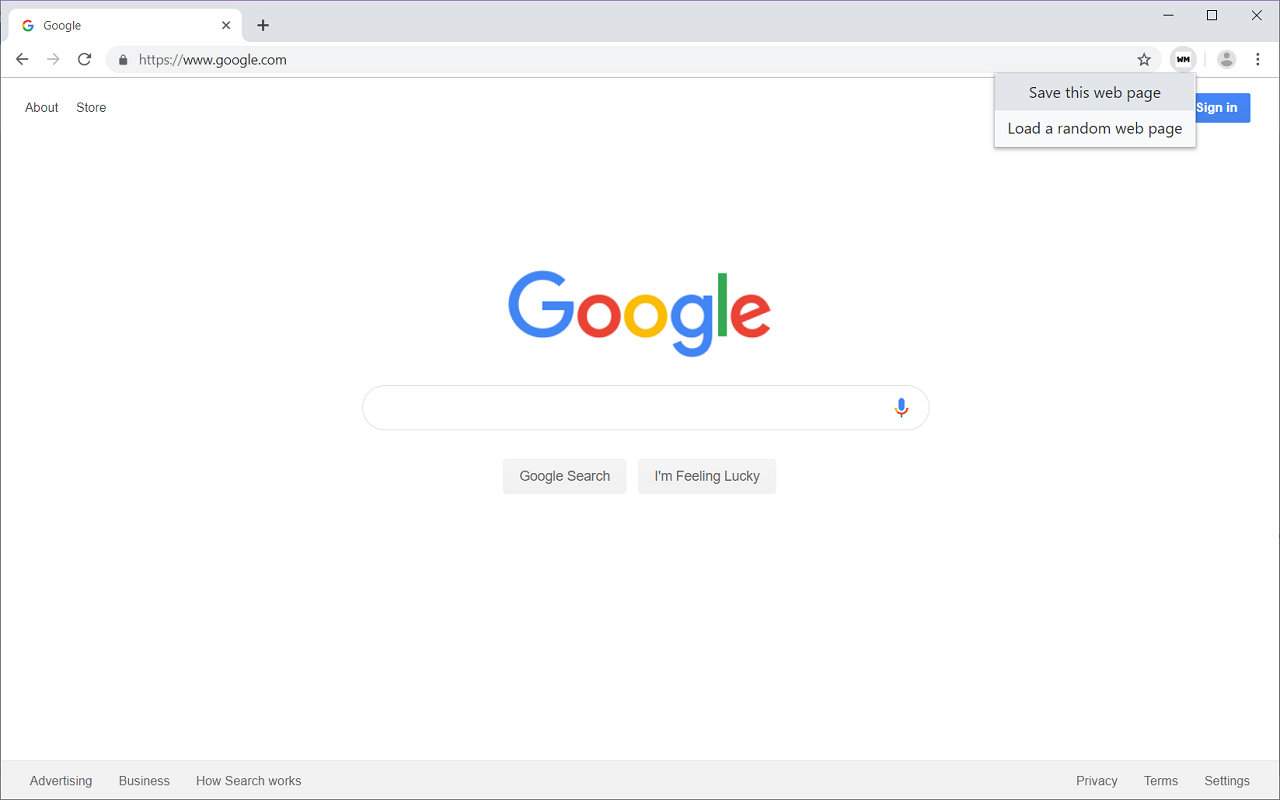 Google
https://www.google.com
WM
About Store
Save this web page
Sign in
Load a random web page
Google
Google Search I'm Feeling Lucky
Advertising Business How Search works Privacy Terms Settings